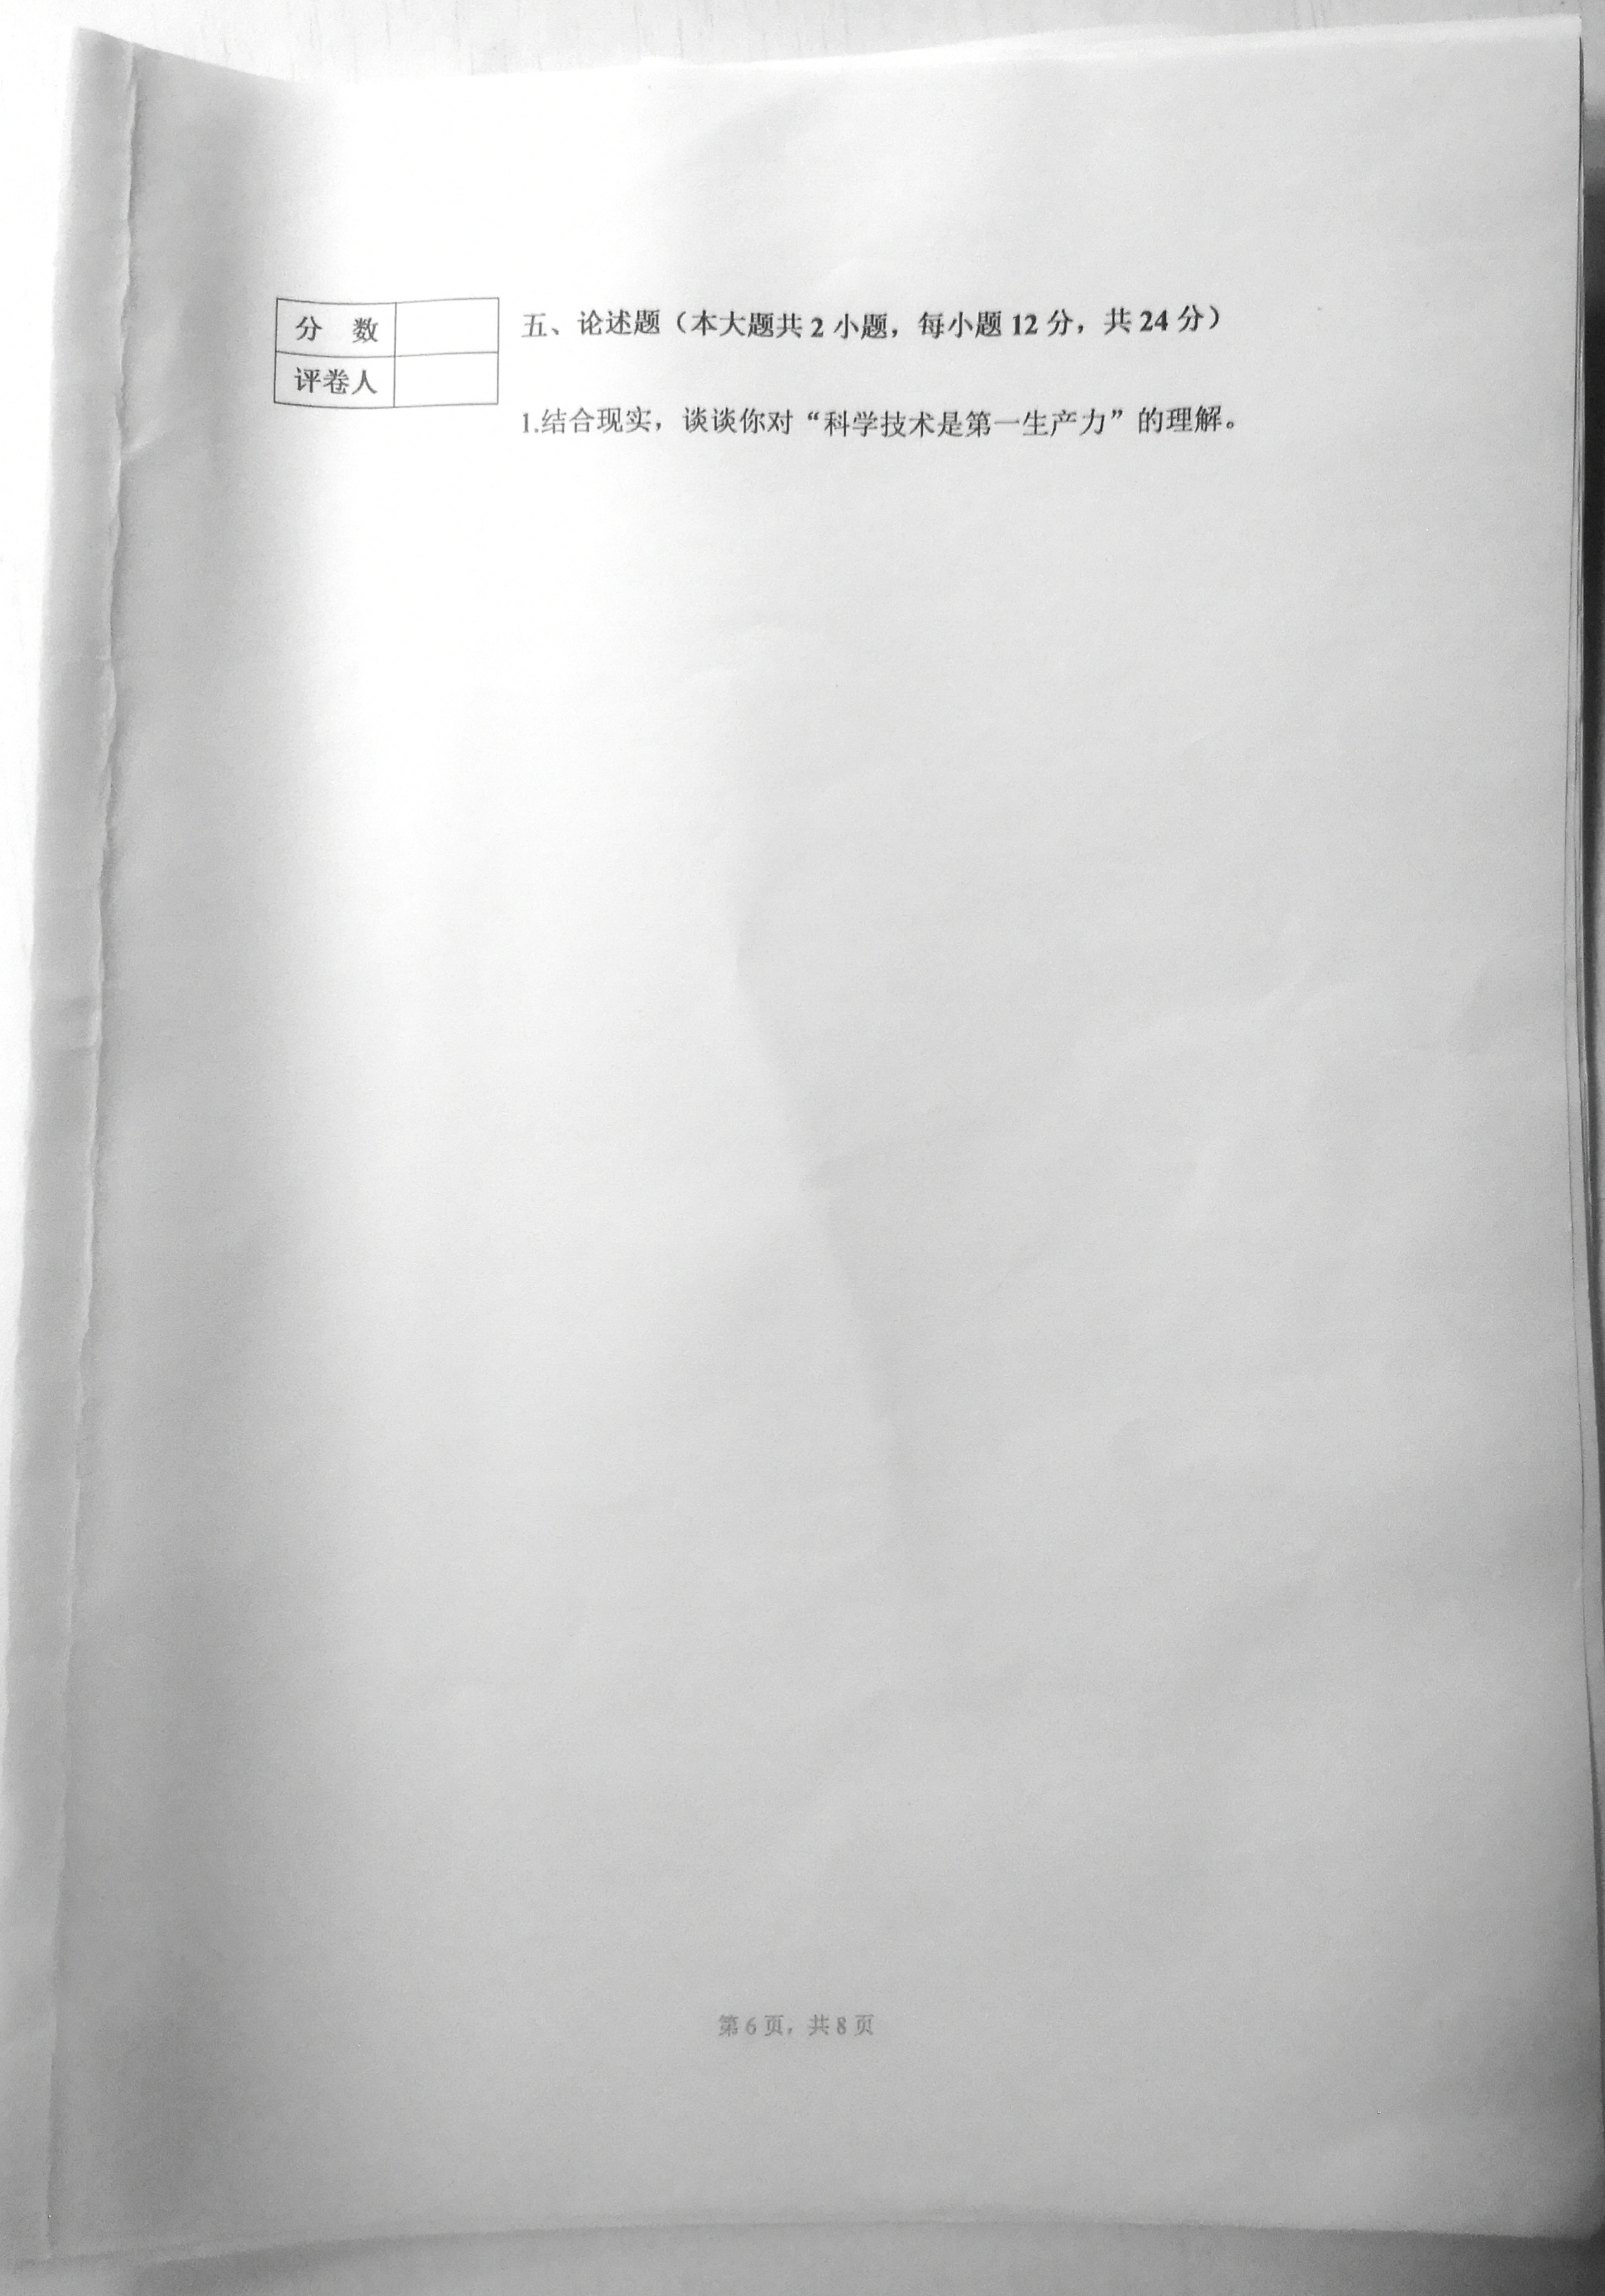 分 数
评卷人
五、论述题（本大题共 2 小题，每小题 12 分，共 24 分）
1.结合现实，谈谈你对“科学技术是第一生产力”的理解。
第 6 页，共 8 页